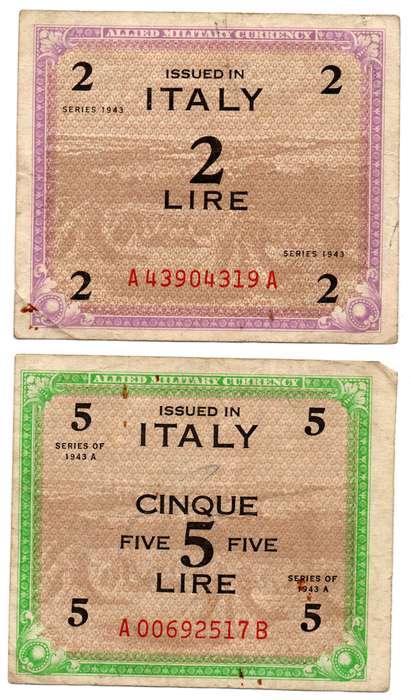 ALLIED MILITARY CURRENCY
2 ISSUED IN 2
SERIES 1943 ITALY
2
LIRE
SERIES 1943
2 A 43904319 A 2
ALLIED MILITARY CURRENCY
5 ISSUED IN 5
ITALY
SERIES OF
1943 A
CINQUE
FIVE 5 FIVE
LIRE
SERIES OF
1943 A
5 A 00692517 B 5